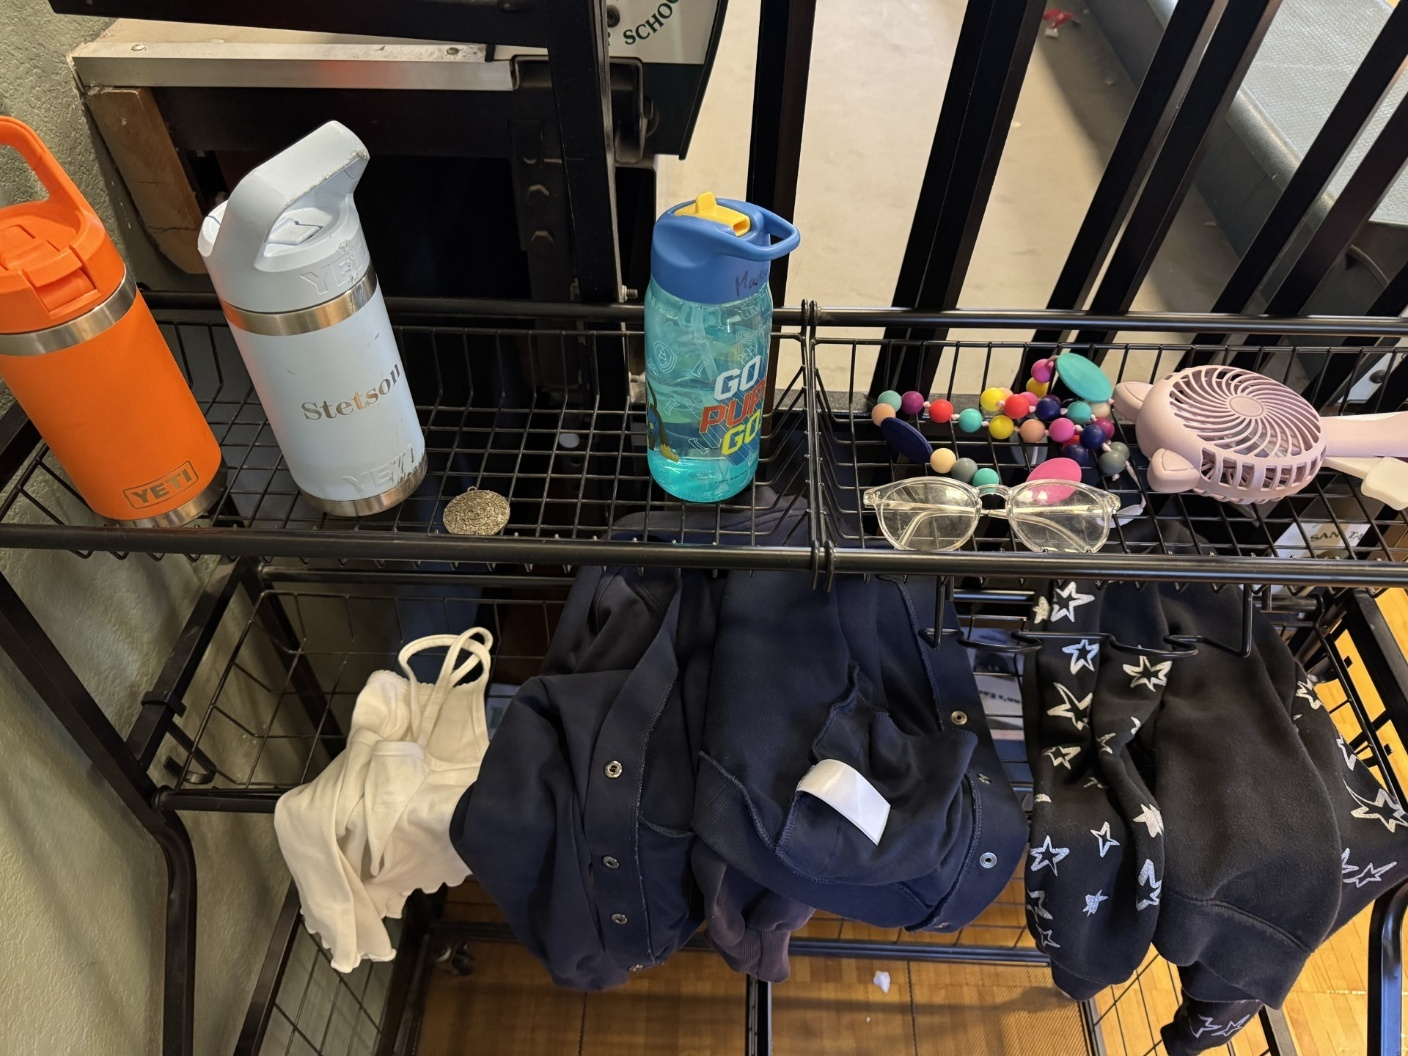 SCHOO
YETI
YETI
Stetson
YETI
GO
PUP
GO